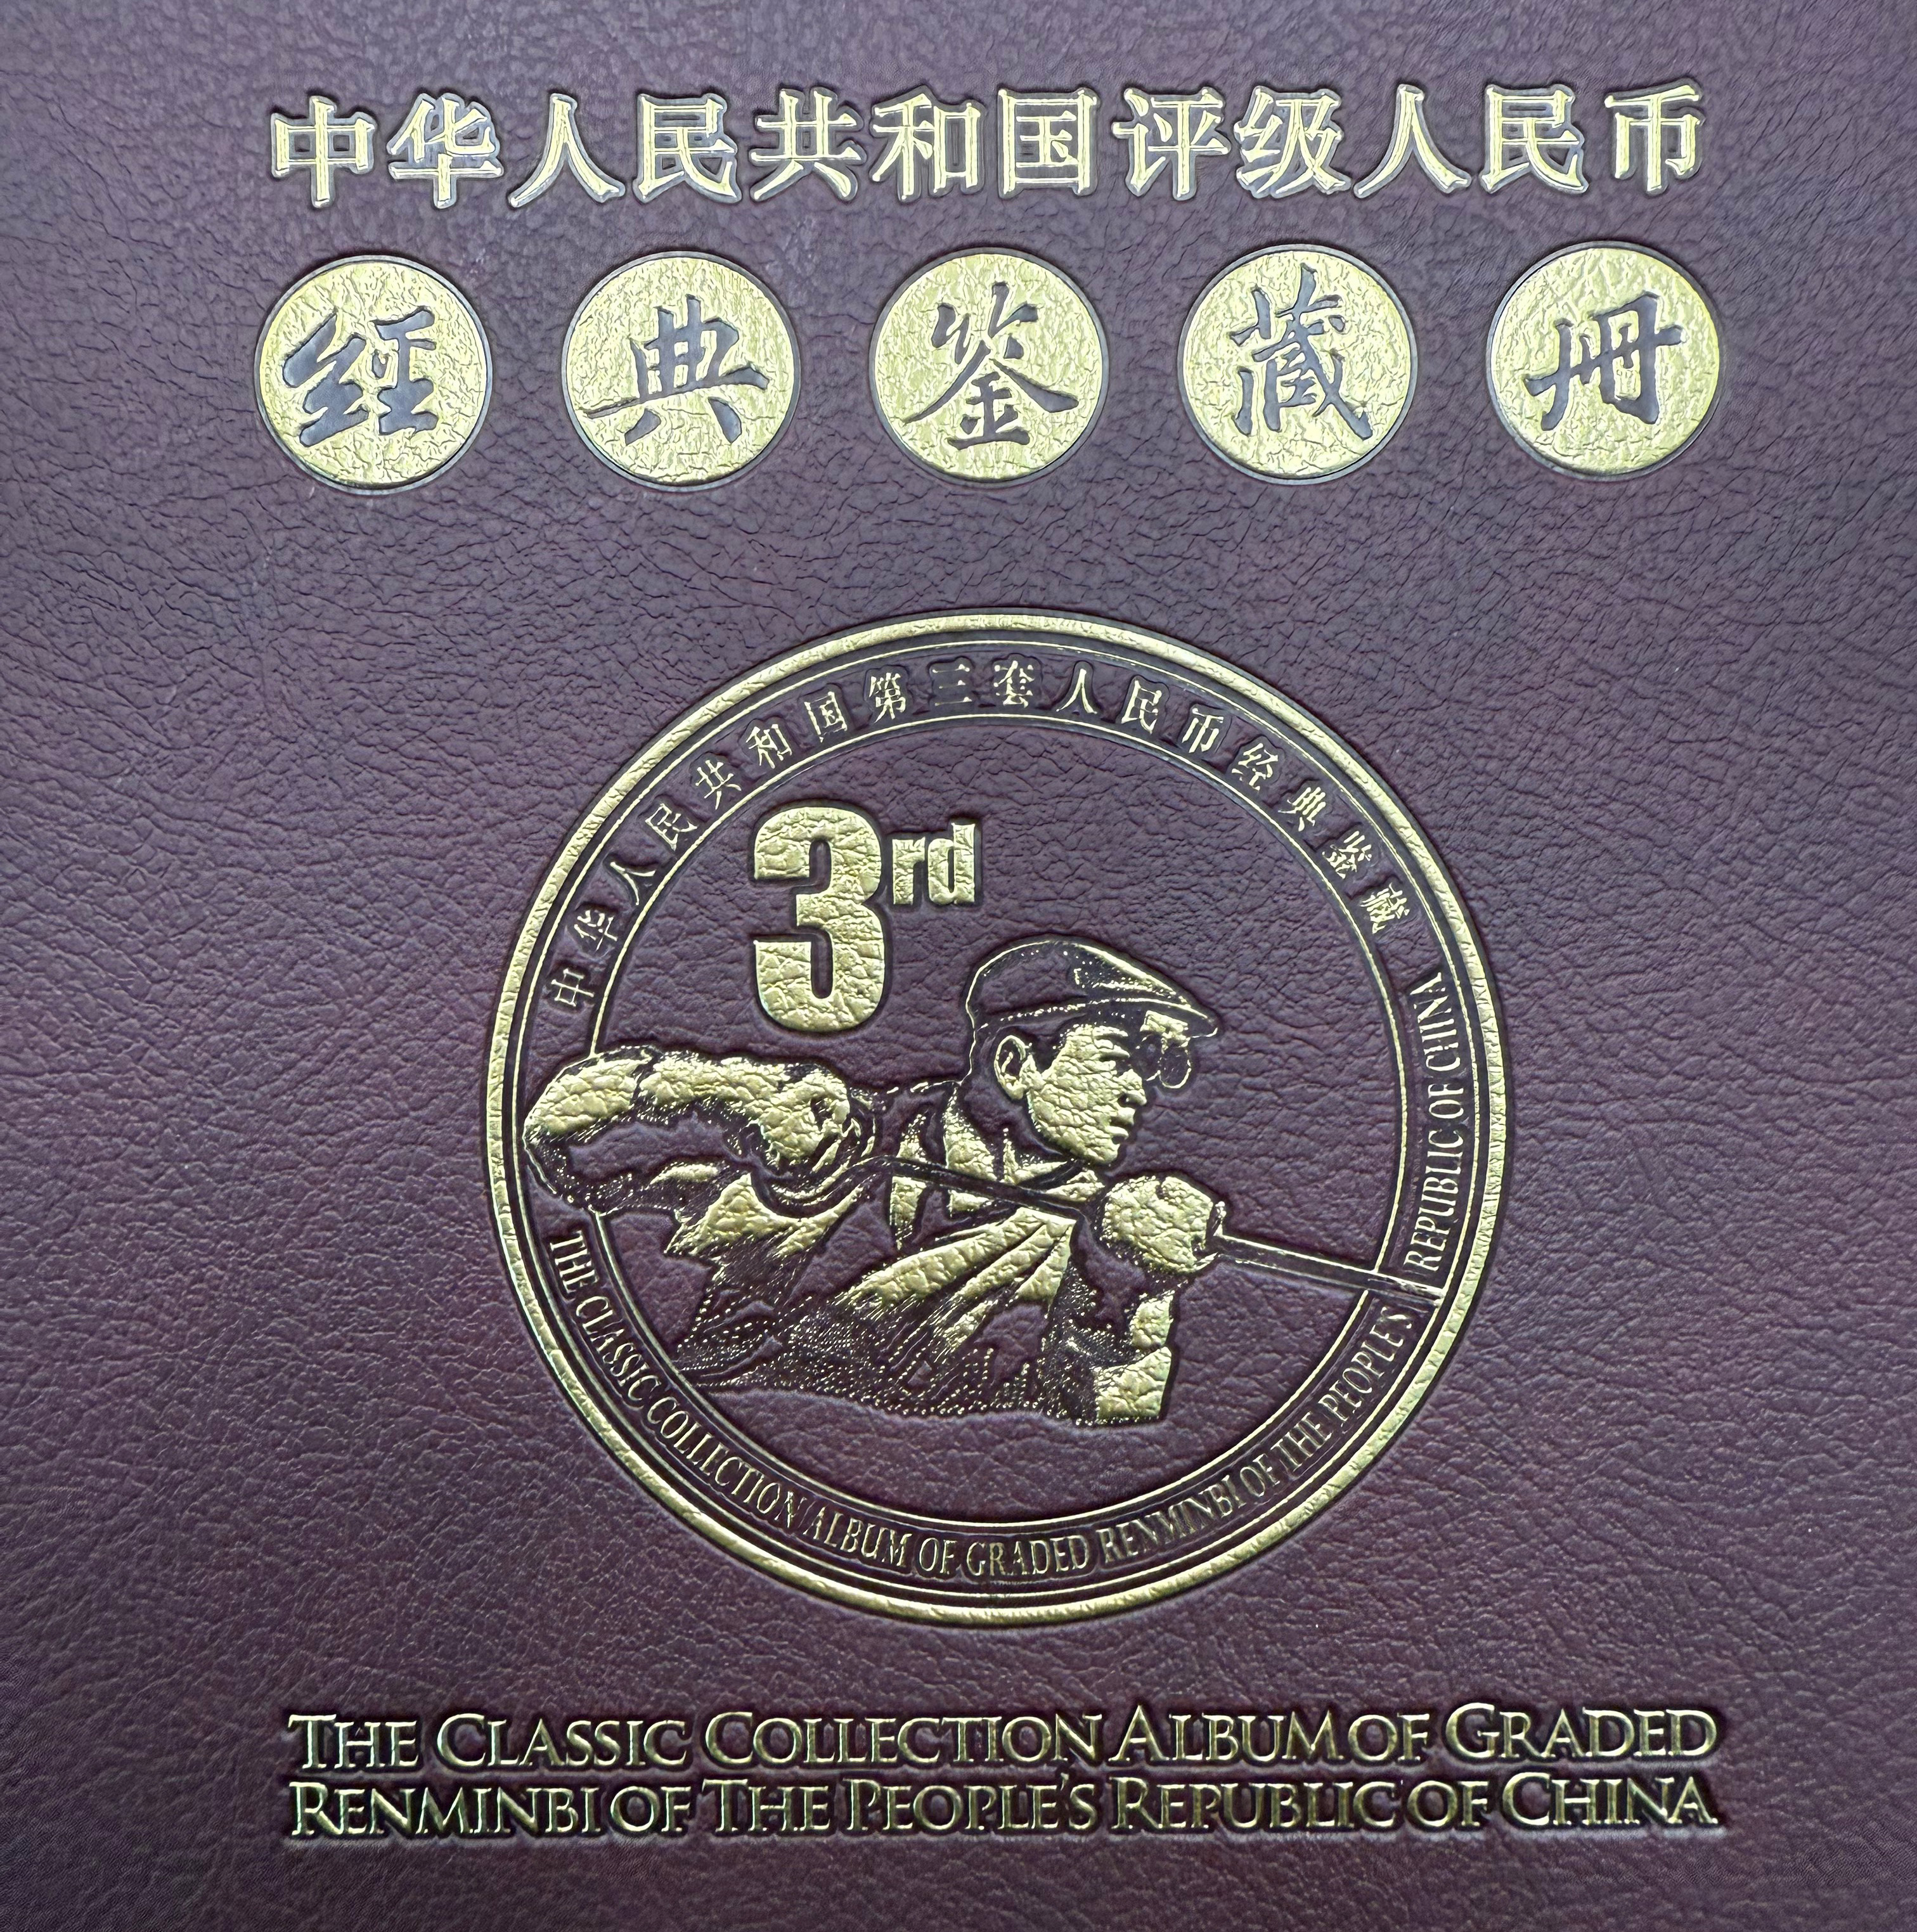 中华人民共和国评级人民币
经典鉴藏册
中华人民共和国第三套人民币经典鉴藏
3rd
THE CLASSIC COLLECTION ALBUM OF GRADED RENMINBI OF THE PEOPLE'S REPUBLIC OF CHINA
THE CLASSIC COLLECTION ALBUM OF GRADED
RENMINBI OF THE PEOPLE'S REPUBLIC OF CHINA